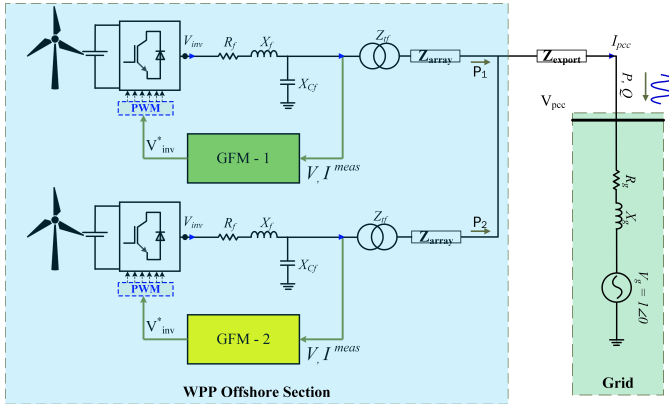 V_inv R_f X_f Z_tf Z_array
X_Cf
P_1
PWM
V*_inv
GFM - 1
V, I^meas
V_inv R_f X_f Z_tf Z_array
X_Cf
P_2
PWM
V*_inv
GFM - 2
V, I^meas
WPP Offshore Section
Z_export
I_pcc
P, Q
V_pcc
R_g
X_g
V_g = 1∠0
Grid